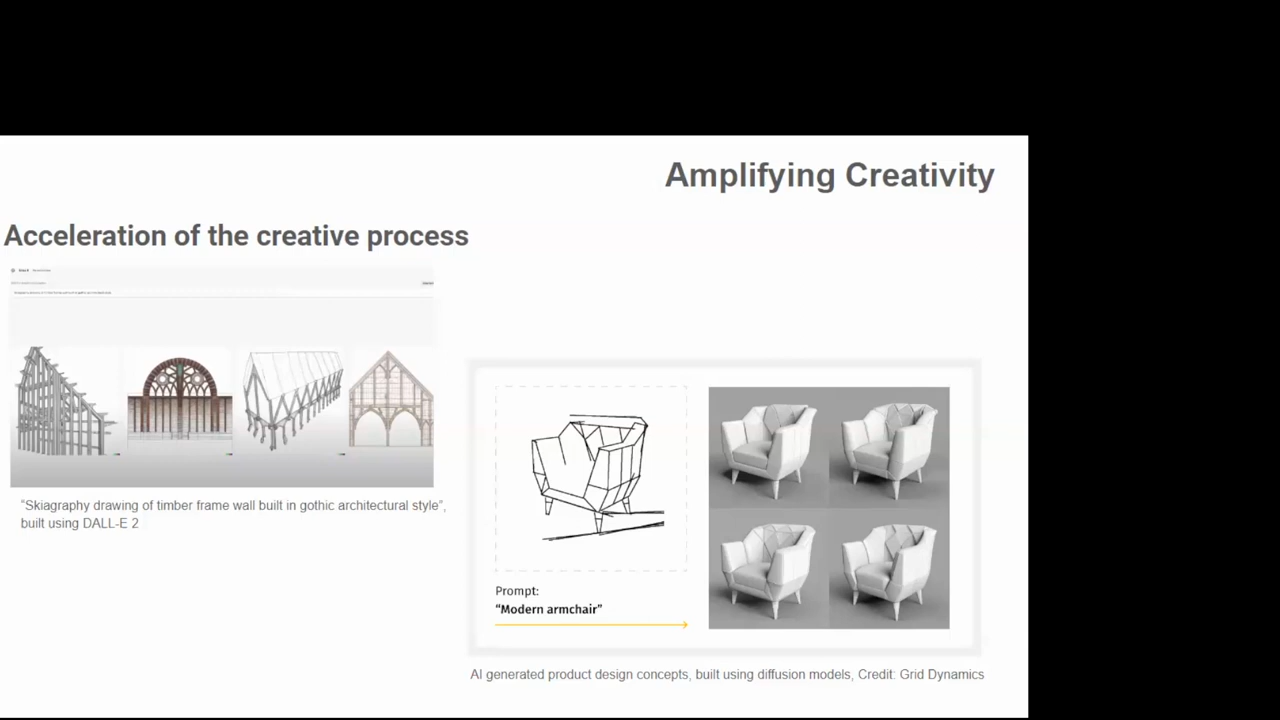 Amplifying Creativity
Acceleration of the creative process
“Skiagraphy drawing of timber frame wall built in gothic architectural style”,
built using DALL-E 2
Prompt:
“Modern armchair”
AI generated product design concepts, built using diffusion models, Credit: Grid Dynamics